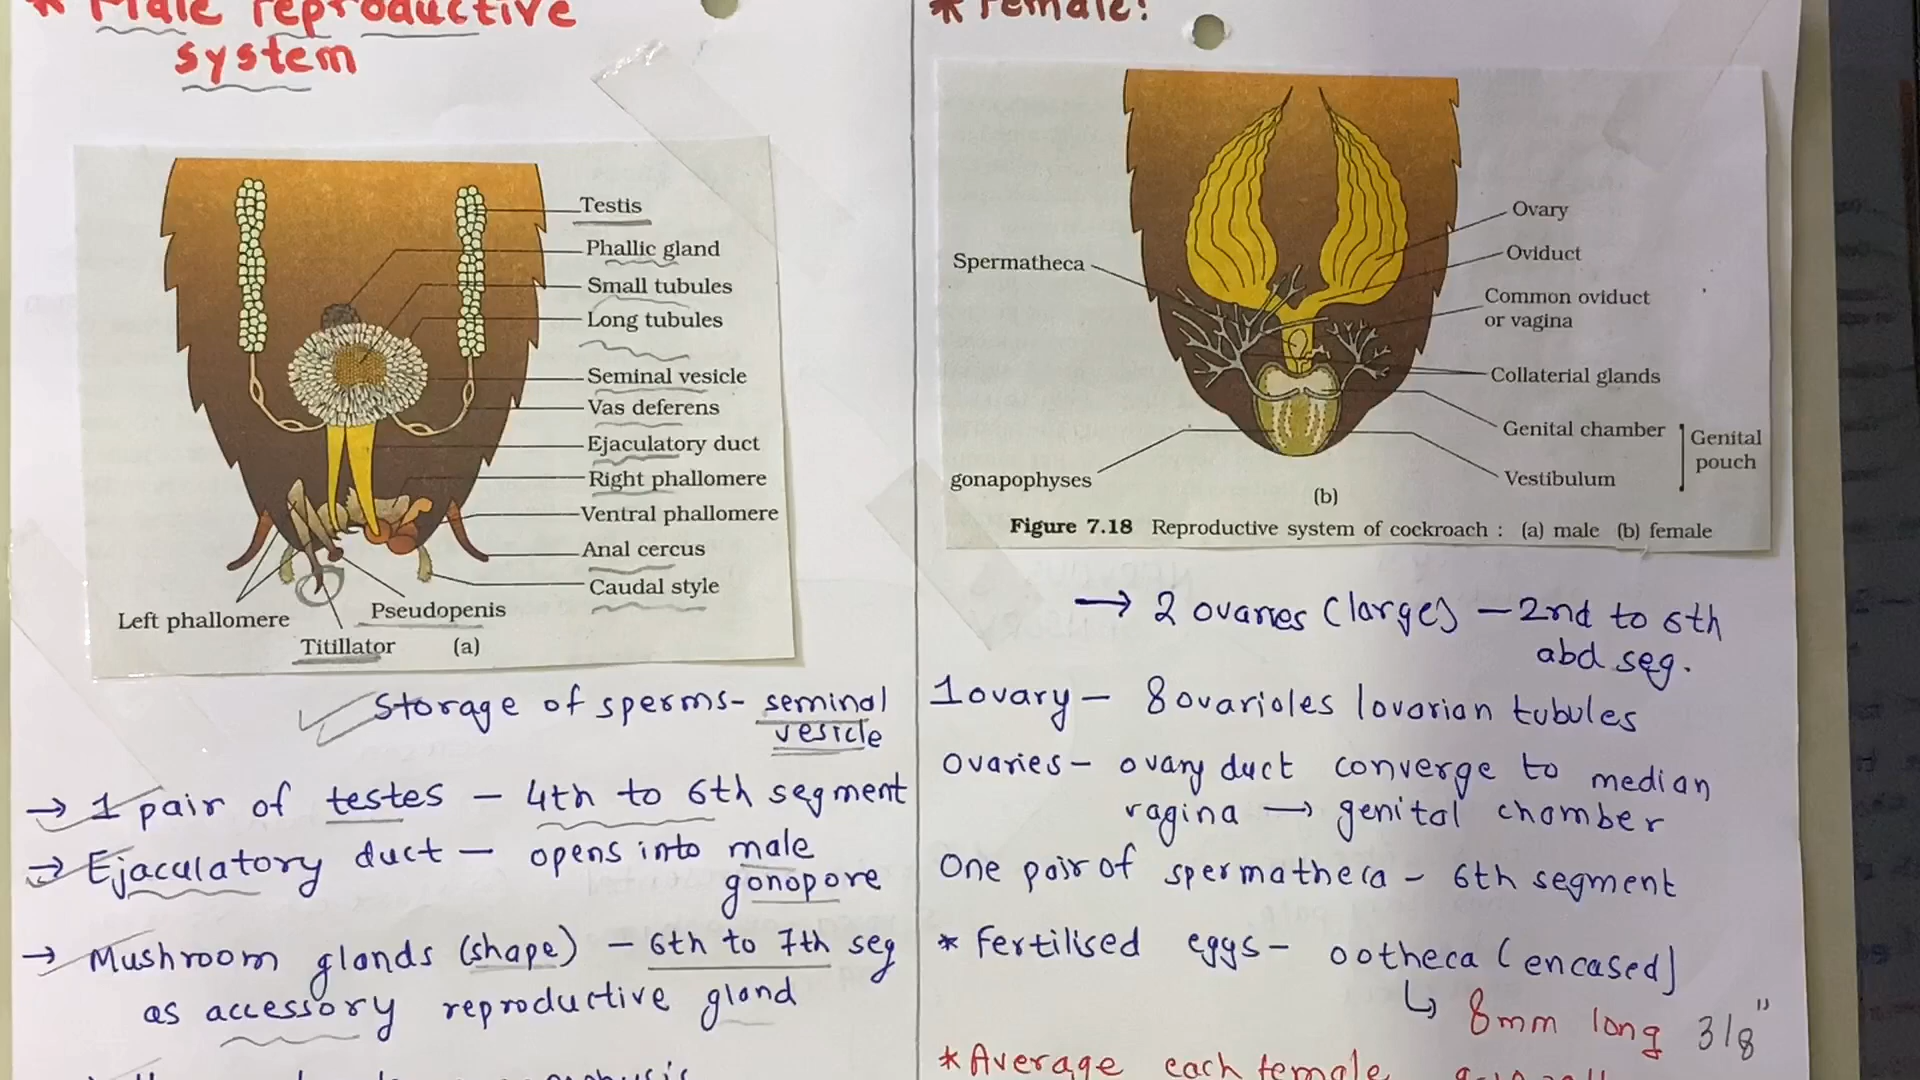 * Male reproductive
system
Testis
Phallic gland
Small tubules
Long tubules
Seminal vesicle
Vas deferens
Ejaculatory duct
Right phallomere
Ventral phallomere
Anal cercus
Caudal style
Left phallomere
Pseudopenis
Titillator
(a)
Storage of sperms- seminal
vesicle
→ 1 pair of testes - 4th to 6th segment
→ Ejaculatory duct - opens into male
gonopore
→ Mushroom glands (shape) - 6th to 7th seg
as accessory reproductive gland
* Female:
Spermatheca
gonapophyses
Ovary
Oviduct
Common oviduct
or vagina
Collaterial glands
Genital chamber
Vestibulum
Genital
pouch
(b)
Figure 7.18 Reproductive system of cockroach : (a) male (b) female
→ 2 ovaries (large) - 2nd to 6th
abd seg.
1 ovary - 8 ovarioles / ovarian tubules
ovaries - ovary duct converge to median
vagina → genital chamber
One pair of spermatheca - 6th segment
* Fertilised eggs - ootheca (encased)
↳ 8mm long 3/8"
* Average each female